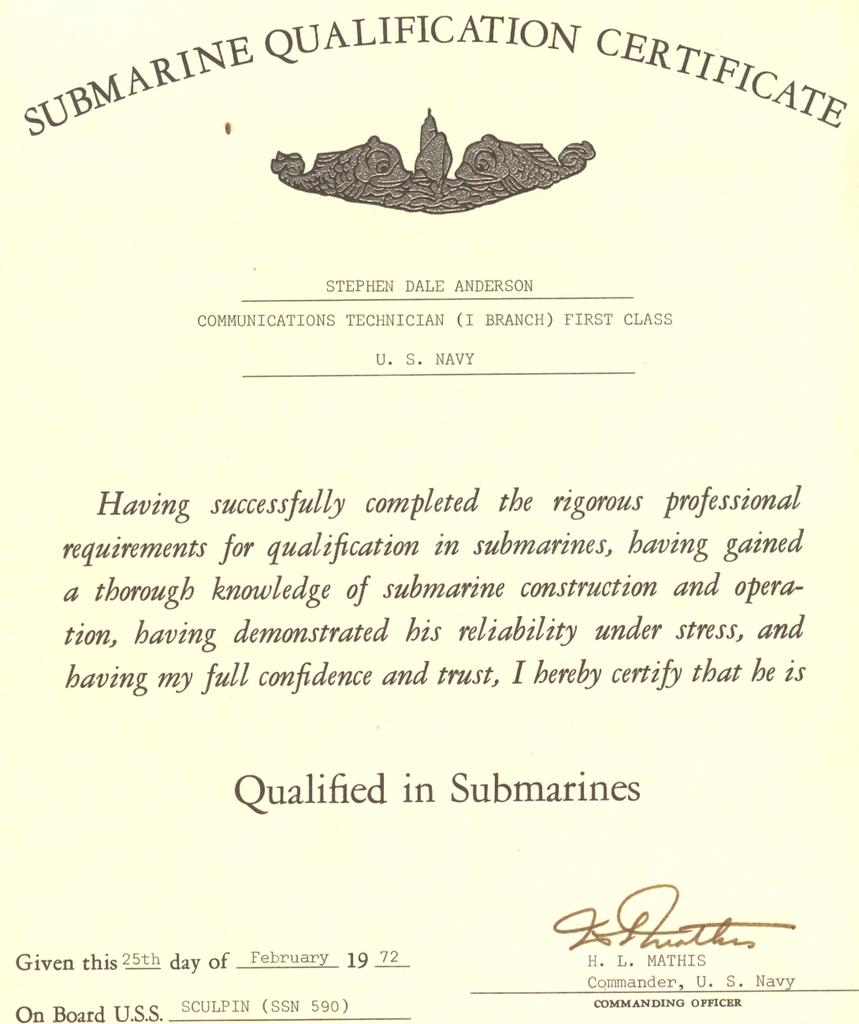 SUBMARINE QUALIFICATION CERTIFICATE
STEPHEN DALE ANDERSON
COMMUNICATIONS TECHNICIAN (I BRANCH) FIRST CLASS
U. S. NAVY
Having successfully completed the rigorous professional
requirements for qualification in submarines, having gained
a thorough knowledge of submarine construction and opera-
tion, having demonstrated his reliability under stress, and
having my full confidence and trust, I hereby certify that he is
Qualified in Submarines
H. L. Mathis
Given this 25th day of February 19 72
H. L. MATHIS
Commander, U. S. Navy
COMMANDING OFFICER
On Board U.S.S. SCULPIN (SSN 590)